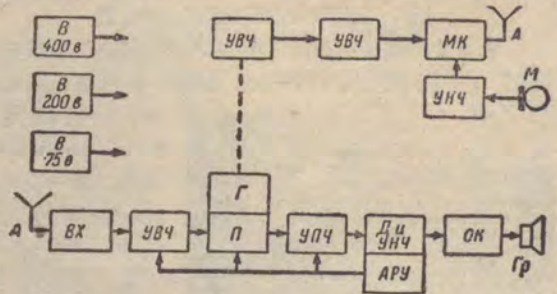 В
400 в
УВЧ
УВЧ
МК
А
В
200 в
УНЧ
М
В
-75 в
Г
А
ВХ
УВЧ
П
УПЧ
Д и
УНЧ
ОК
Гр
АРУ